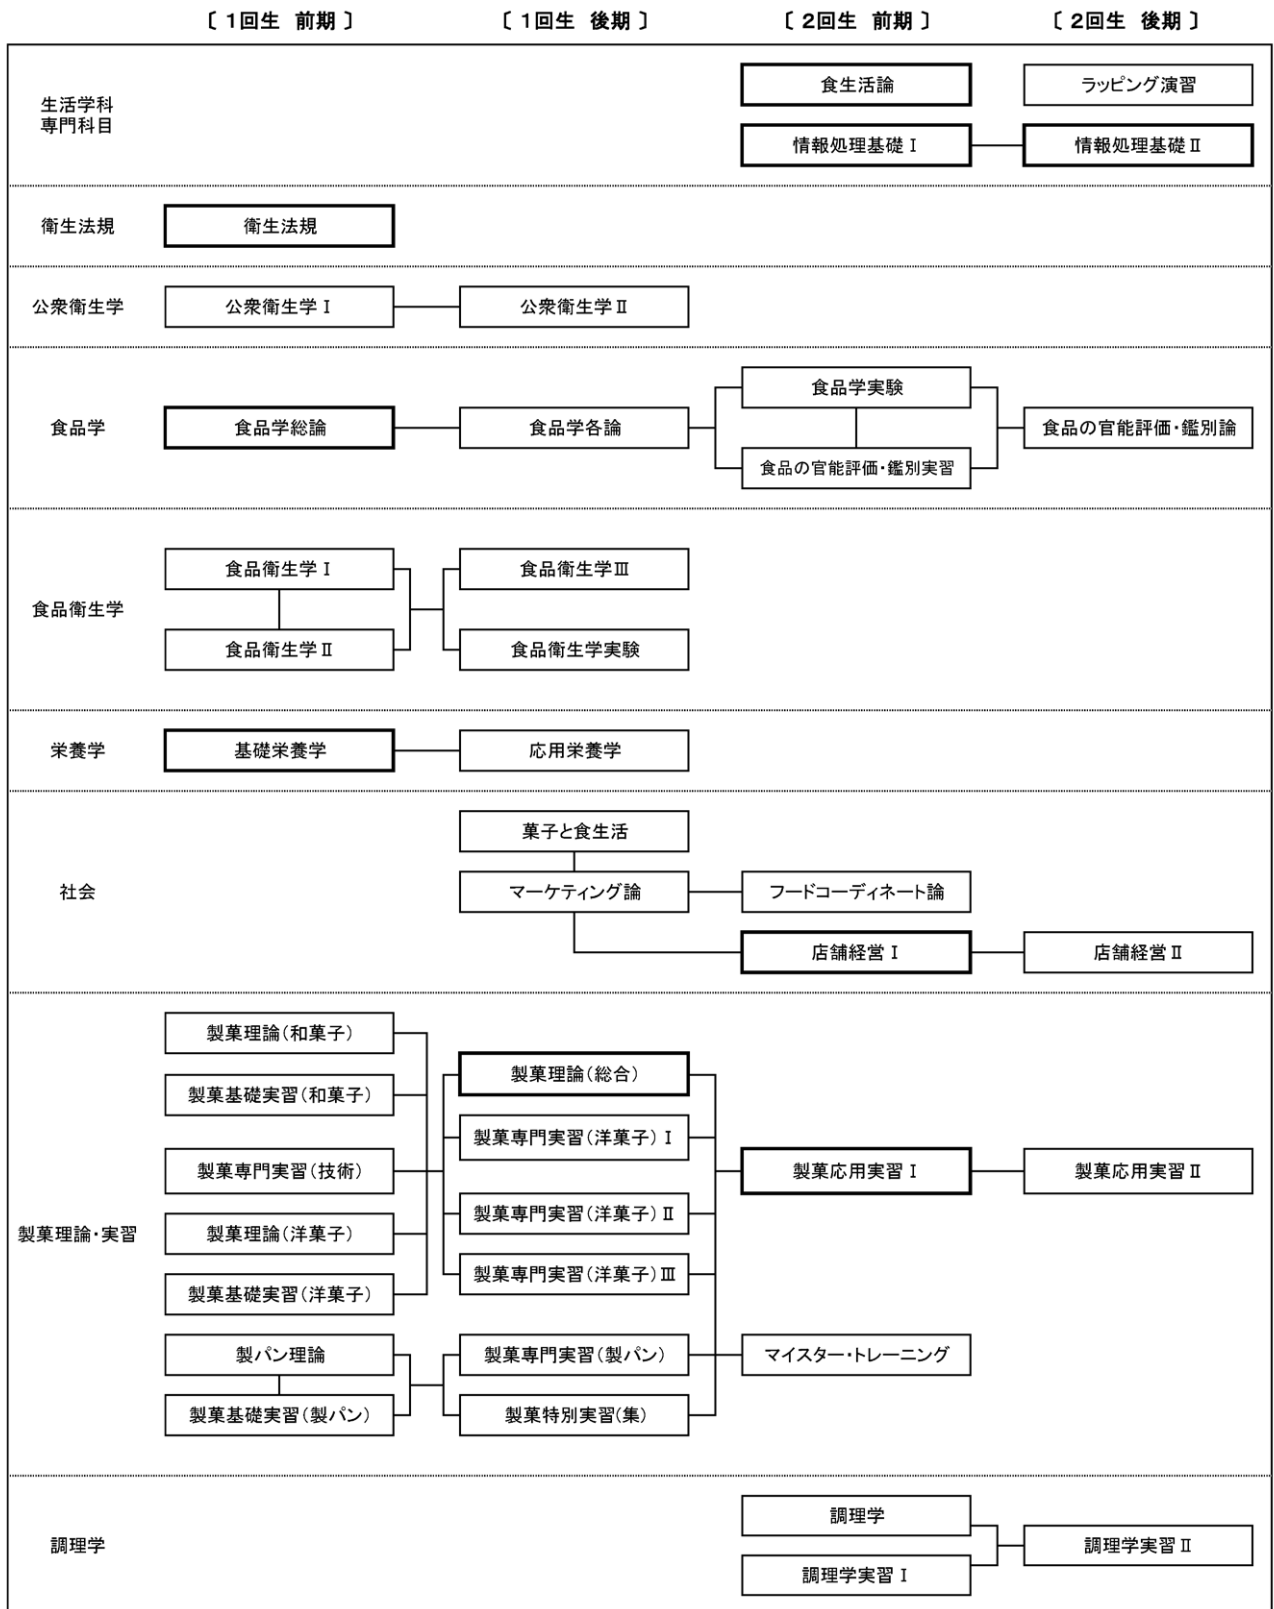 〔 1回生 前期 〕 〔 1回生 後期 〕 〔 2回生 前期 〕 〔 2回生 後期 〕
生活学科
専門科目
食生活論 ラッピング演習
情報処理基礎Ⅰ 情報処理基礎Ⅱ
衛生法規 衛生法規
公衆衛生学 公衆衛生学Ⅰ 公衆衛生学Ⅱ
食品学実験
食品学 食品学総論 食品学各論 食品の官能評価・鑑別論
食品の官能評価・鑑別実習
食品衛生学Ⅰ 食品衛生学Ⅲ
食品衛生学
食品衛生学Ⅱ 食品衛生学実験
栄養学 基礎栄養学 応用栄養学
菓子と食生活
社会 マーケティング論 フードコーディネート論
店舗経営Ⅰ 店舗経営Ⅱ
製菓理論(和菓子)
製菓理論(総合)
製菓基礎実習(和菓子)
製菓専門実習(洋菓子)Ⅰ
製菓専門実習(技術) 製菓応用実習Ⅰ 製菓応用実習Ⅱ
製菓専門実習(洋菓子)Ⅱ
製菓理論・実習 製菓理論(洋菓子)
製菓専門実習(洋菓子)Ⅲ
製菓基礎実習(洋菓子)
製パン理論 製菓専門実習(製パン) マイスター・トレーニング
製菓基礎実習(製パン) 製菓特別実習(集)
調理学
調理学 調理学実習Ⅱ
調理学実習Ⅰ